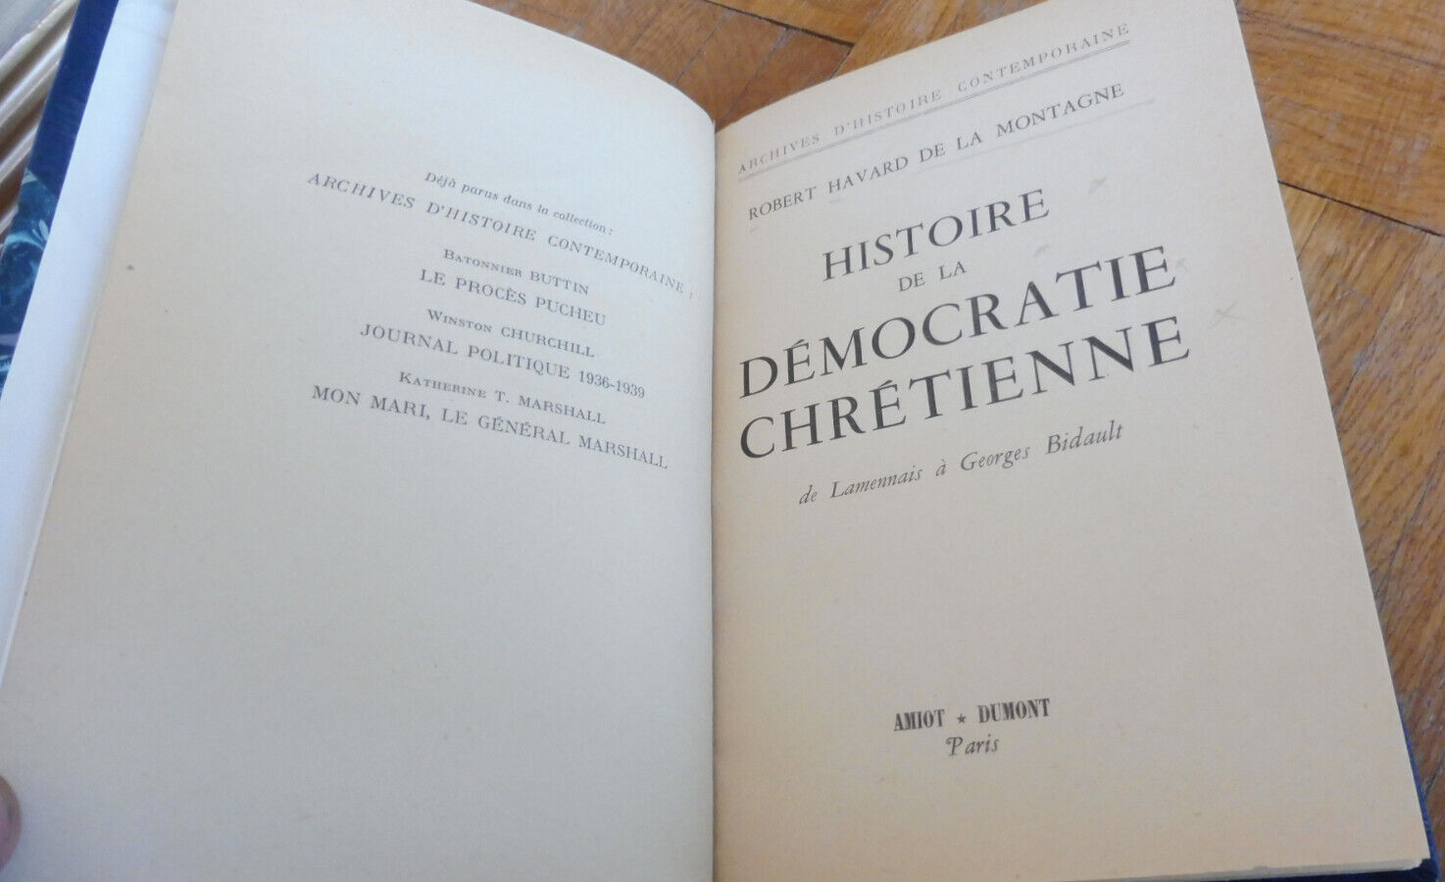 Déjà parus dans la collection :
ARCHIVES D'HISTOIRE CONTEMPORAINE :
BATONNIER BUTTIN
LE PROCÈS PUCHEU
WINSTON CHURCHILL
JOURNAL POLITIQUE 1936-1939
KATHERINE T. MARSHALL
MON MARI, LE GÉNÉRAL MARSHALL
ARCHIVES D'HISTOIRE CONTEMPORAINE
ROBERT HAVARD DE LA MONTAGNE
HISTOIRE
DE LA
DÉMOCRATIE
CHRÉTIENNE
de Lamennais à Georges Bidault
AMIOT ★ DUMONT
Paris